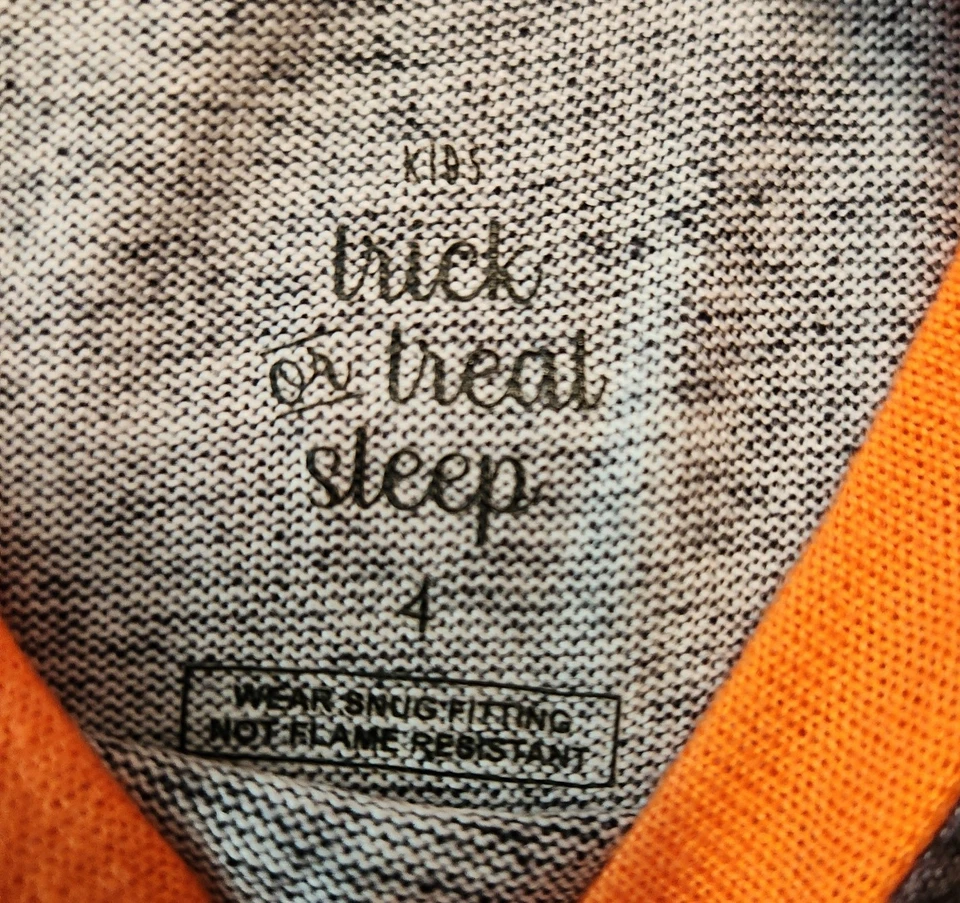 KIDS
trick
or treat
sleep
4
WEAR SNUG FITTING
NOT FLAME RESISTANT